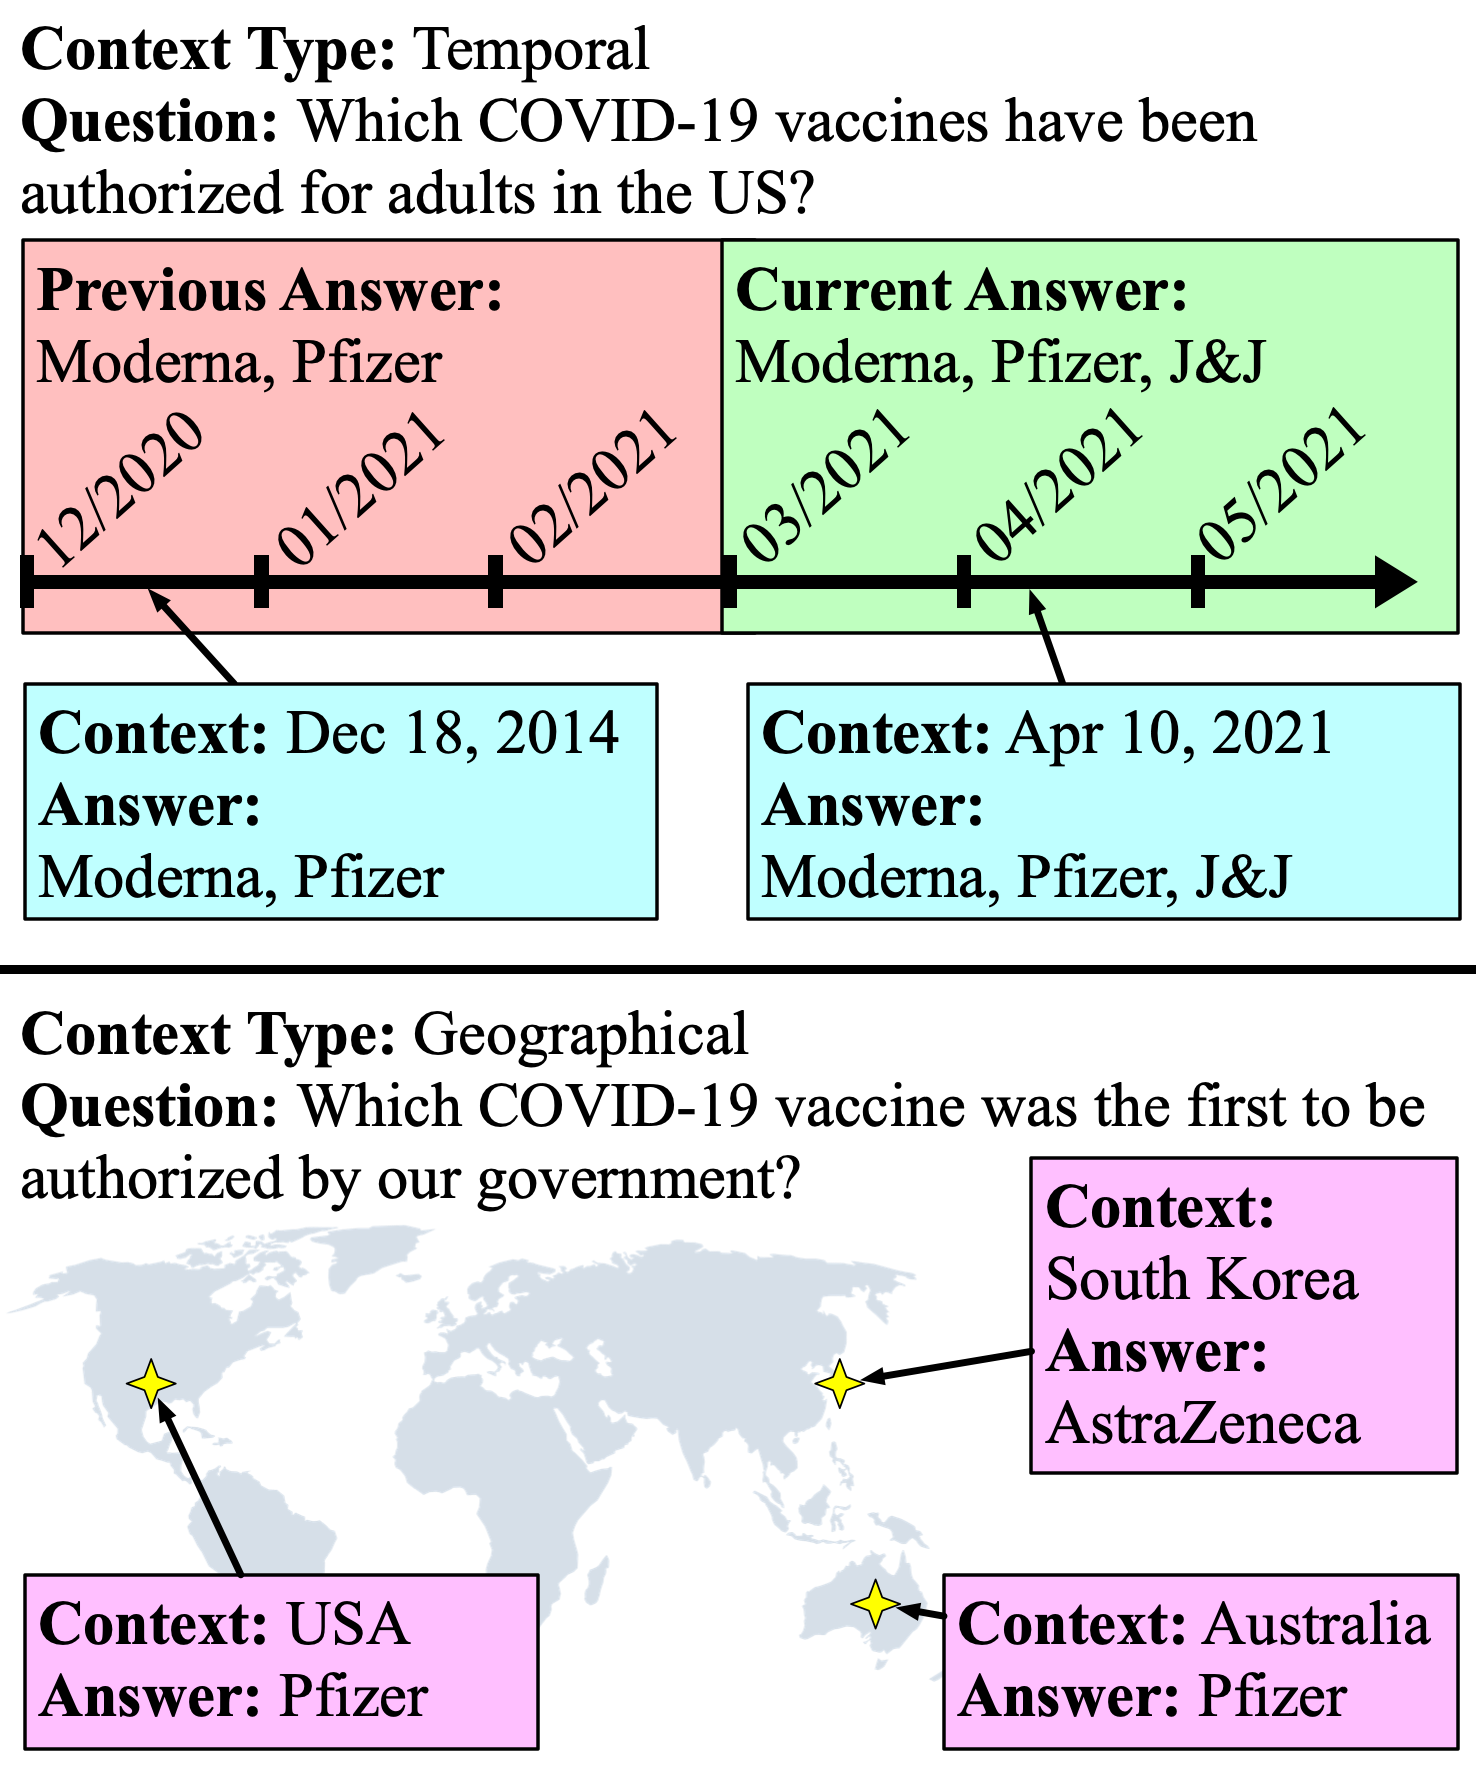 Context Type: Temporal
Question: Which COVID-19 vaccines have been
authorized for adults in the US?
Previous Answer:
Moderna, Pfizer
Current Answer:
Moderna, Pfizer, J&J
12/2020
01/2021
02/2021
03/2021
04/2021
05/2021
Context: Dec 18, 2014
Answer:
Moderna, Pfizer
Context: Apr 10, 2021
Answer:
Moderna, Pfizer, J&J
Context Type: Geographical
Question: Which COVID-19 vaccine was the first to be
authorized by our government?
Context:
South Korea
Answer:
AstraZeneca
Context: USA
Answer: Pfizer
Context: Australia
Answer: Pfizer